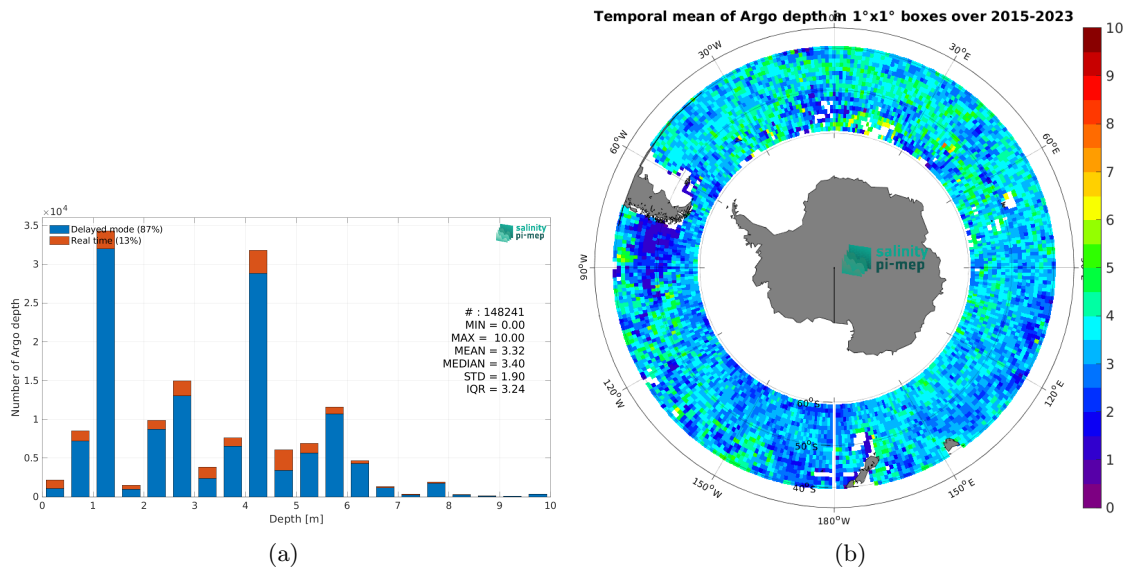 ×10⁴
3.5
3
2.5
2
1.5
1
0.5
0
Number of Argo depth
Delayed mode (87%)
Real time (13%)
salinity
pi-mep
# : 148241
MIN = 0.00
MAX = 10.00
MEAN = 3.32
MEDIAN = 3.40
STD = 1.90
IQR = 3.24
0 1 2 3 4 5 6 7 8 9 10
Depth [m]
(a)
Temporal mean of Argo depth in 1°x1° boxes over 2015-2023
30°W
30°E
60°W
60°E
90°W
120°W
120°E
150°W
150°E
180°W
60°S
50°S
40°S
salinity
pi-mep
10
9
8
7
6
5
4
3
2
1
0
(b)